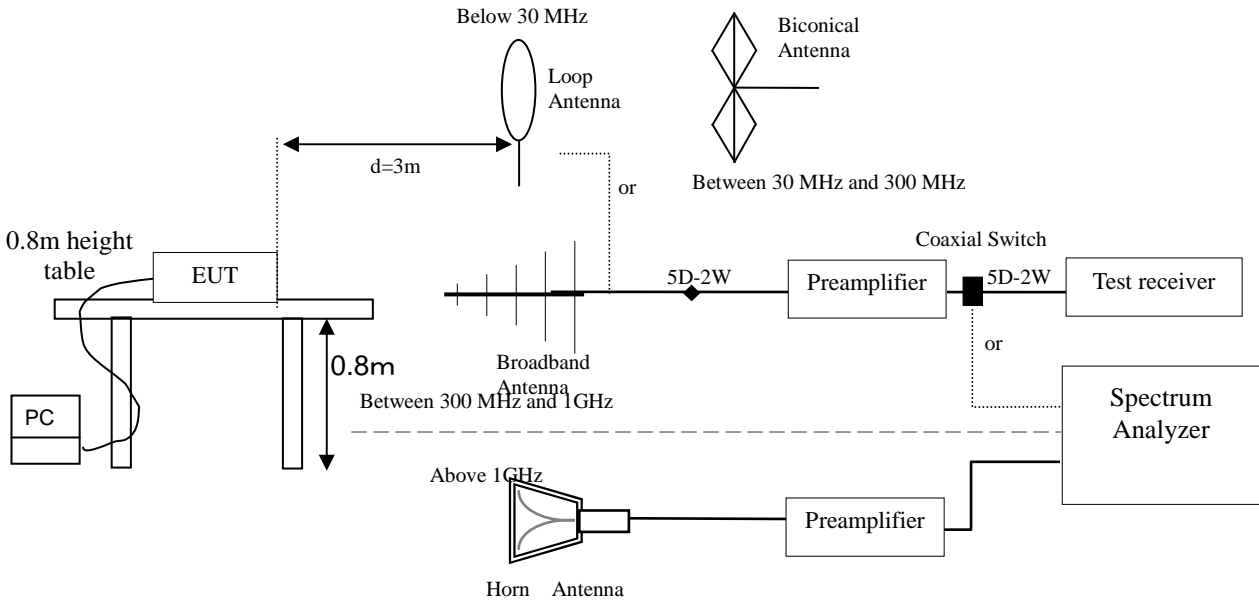 Below 30 MHz
Loop
Antenna
Biconical
Antenna
d=3m
or
Between 30 MHz and 300 MHz
0.8m height
table
EUT
5D-2W
Preamplifier
Coaxial Switch
5D-2W
Test receiver
or
0.8m
Broadband
Antenna
Between 300 MHz and 1GHz
PC
Spectrum
Analyzer
Above 1GHz
Preamplifier
Horn Antenna